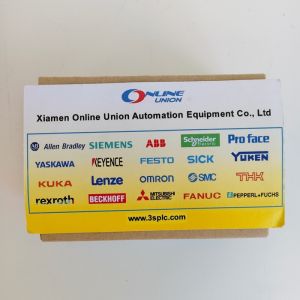 ONLINE
UNION
Xiamen Online Union Automation Equipment Co., Ltd
AB Allen Bradley SIEMENS ABB Schneider Electric Pro face
YASKAWA KEYENCE FESTO SICK YUKEN
KUKA Lenze OMRON SMC THK
rexroth BECKHOFF MITSUBISHI ELECTRIC FANUC PEPPERL+FUCHS
www.3splc.com